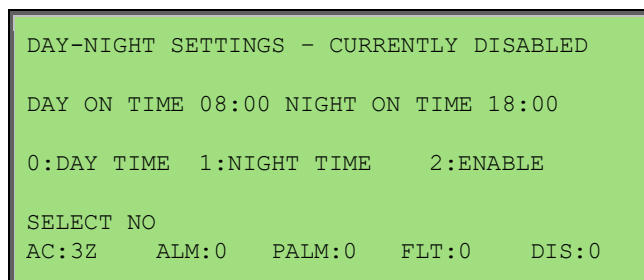 DAY-NIGHT SETTINGS – CURRENTLY DISABLED
DAY ON TIME 08:00 NIGHT ON TIME 18:00
0:DAY TIME 1:NIGHT TIME 2:ENABLE
SELECT NO
AC:3Z ALM:0 PALM:0 FLT:0 DIS:0